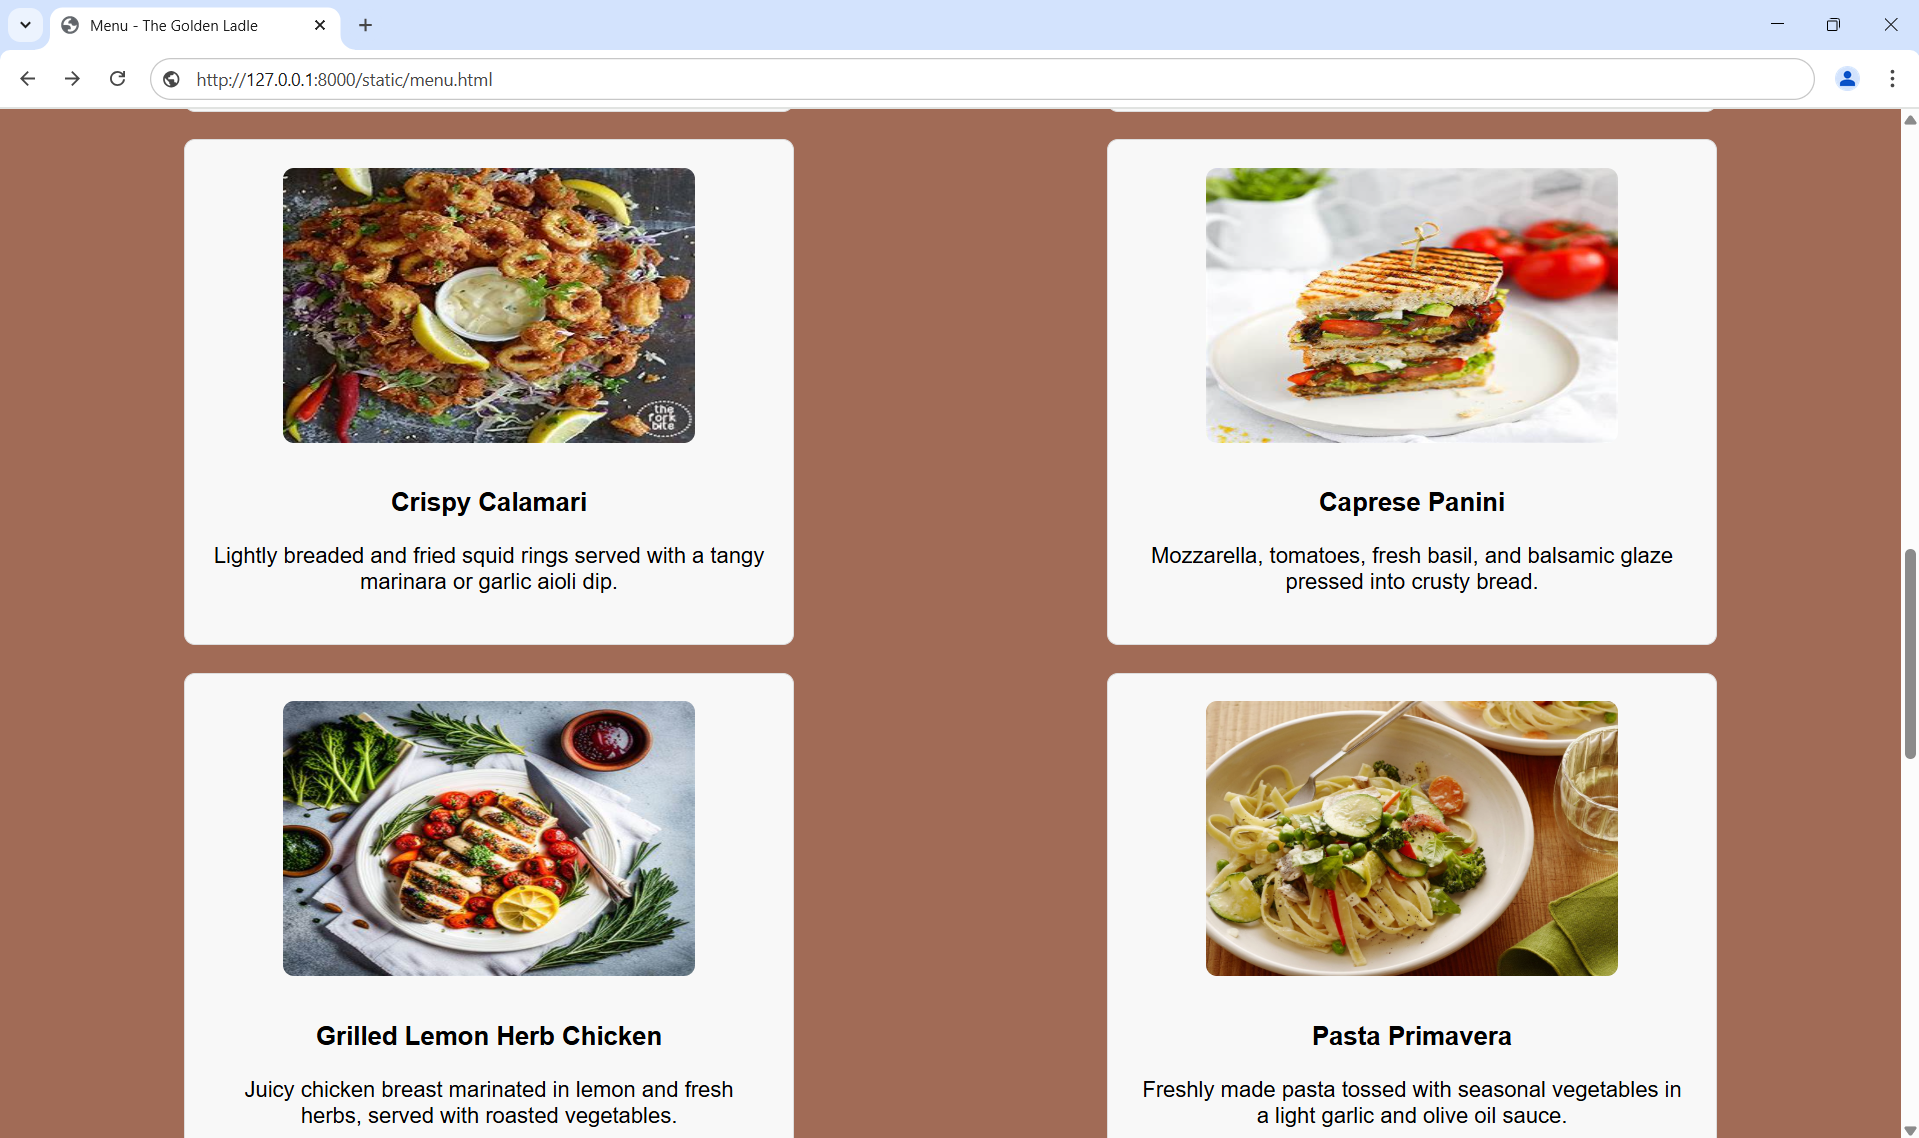 Menu - The Golden Ladle
http://127.0.0.1:8000/static/menu.html
the
fork
bite
Crispy Calamari
Lightly breaded and fried squid rings served with a tangy
marinara or garlic aioli dip.
Caprese Panini
Mozzarella, tomatoes, fresh basil, and balsamic glaze
pressed into crusty bread.
Grilled Lemon Herb Chicken
Juicy chicken breast marinated in lemon and fresh
herbs, served with roasted vegetables.
Pasta Primavera
Freshly made pasta tossed with seasonal vegetables in
a light garlic and olive oil sauce.